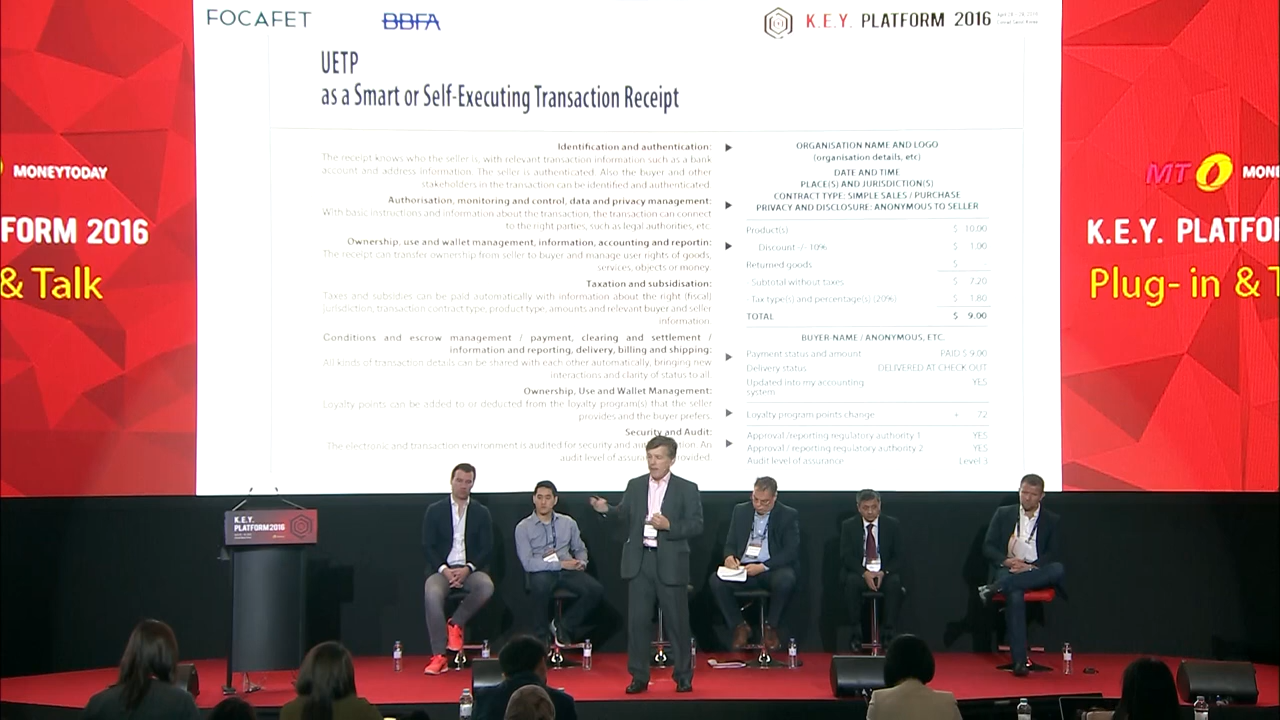 FOCAFET
BBFA
K.E.Y. PLATFORM 2016
UETP
as a Smart or Self-Executing Transaction Receipt
Identification and authentication:
The receipt knows who the seller is, with relevant transaction information such as a bank
account and address information. The seller is authenticated. Also the buyer and other
stakeholders in the transaction can be identified and authenticated.
Authorisation, monitoring and control, data and privacy management:
With basic instructions and information about the transaction, the transaction can connect
to the right parties, such as legal authorities, etc.
Ownership, use and wallet management, information, accounting and reportin:
The receipt can transfer ownership from seller to buyer and manage user rights of goods,
services, objects or money.
Taxation and subsidisation:
Taxes and subsidies can be paid automatically with information about the right (fiscal)
jurisdiction, transaction contract type, product type, amounts and relevant buyer and seller
information.
Conditions and escrow management / payment, clearing and settlement /
information and reporting, delivery, billing and shipping:
All kinds of transaction details can be shared with each other automatically, bringing new
interactions and clarity of status to all.
Ownership, Use and Wallet Management:
Loyalty points can be added to or deducted from the loyalty program(s) that the seller
provides and the buyer prefers.
Security and Audit:
The electronic and transaction environment is audited for security and
audit level of
ORGANISATION NAME AND LOGO
(organisation details, etc)
DATE AND TIME
PLACE(S) AND JURISDICTION(S)
CONTRACT TYPE: SIMPLE SALES / PURCHASE
PRIVACY AND DISCLOSURE: ANONYMOUS TO SELLER
Product(s) $ 10.00
Discount -/- 10% $ 1.00
Returned goods $
Subtotal without taxes $ 7.20
Tax type(s) and percentage(s) (20%) $ 1.80
TOTAL $ 9.00
BUYER-NAME / ANONYMOUS, ETC.
Payment status and amount PAID $ 9.00
Delivery status DELIVERED AT CHECK OUT
Updated into my accounting YES
system
Loyalty program points change + 72
Approval /reporting regulatory authority 1 YES
Approval / reporting regulatory authority 2 YES
Audit level of assurance Level 3
MONEYTODAY
FORM 2016
& Talk
MT
MON
K.E.Y. PLATFO
Plug- in & T
K.E.Y.
PLATFORM2016